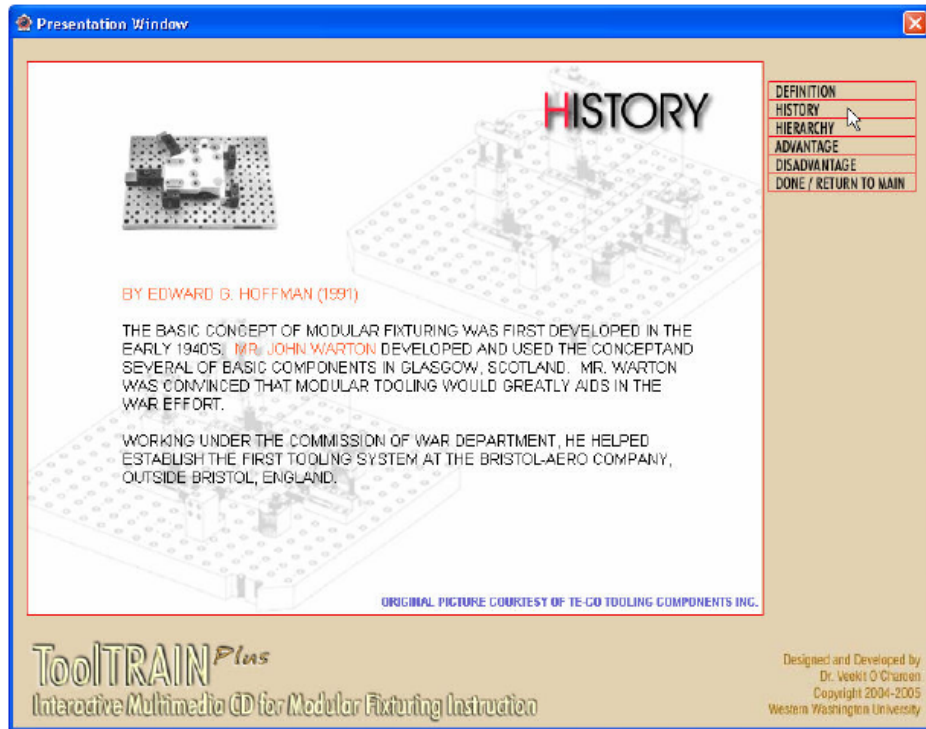 Presentation Window
HISTORY
DEFINITION
HISTORY
HIERARCHY
ADVANTAGE
DISADVANTAGE
DONE / RETURN TO MAIN
BY EDWARD G. HOFFMAN (1991)
THE BASIC CONCEPT OF MODULAR FIXTURING WAS FIRST DEVELOPED IN THE
EARLY 1940'S. MR. JOHN WARTON DEVELOPED AND USED THE CONCEPTAND
SEVERAL OF BASIC COMPONENTS IN GLASGOW, SCOTLAND. MR. WARTON
WAS CONVINCED THAT MODULAR TOOLING WOULD GREATLY AIDS IN THE
WAR EFFORT.
WORKING UNDER THE COMMISSION OF WAR DEPARTMENT, HE HELPED
ESTABLISH THE FIRST TOOLING SYSTEM AT THE BRISTOL-AERO COMPANY,
OUTSIDE BRISTOL, ENGLAND.
ORIGINAL PICTURE COURTESY OF TE-CO TOOLING COMPONENTS INC.
ToolTRAIN Plus
Interactive Multimedia CD for Modular Fixturing Instruction
Designed and Developed by
Dr. Veekit O'Charoen
Copyright 2004-2005
Western Washington University